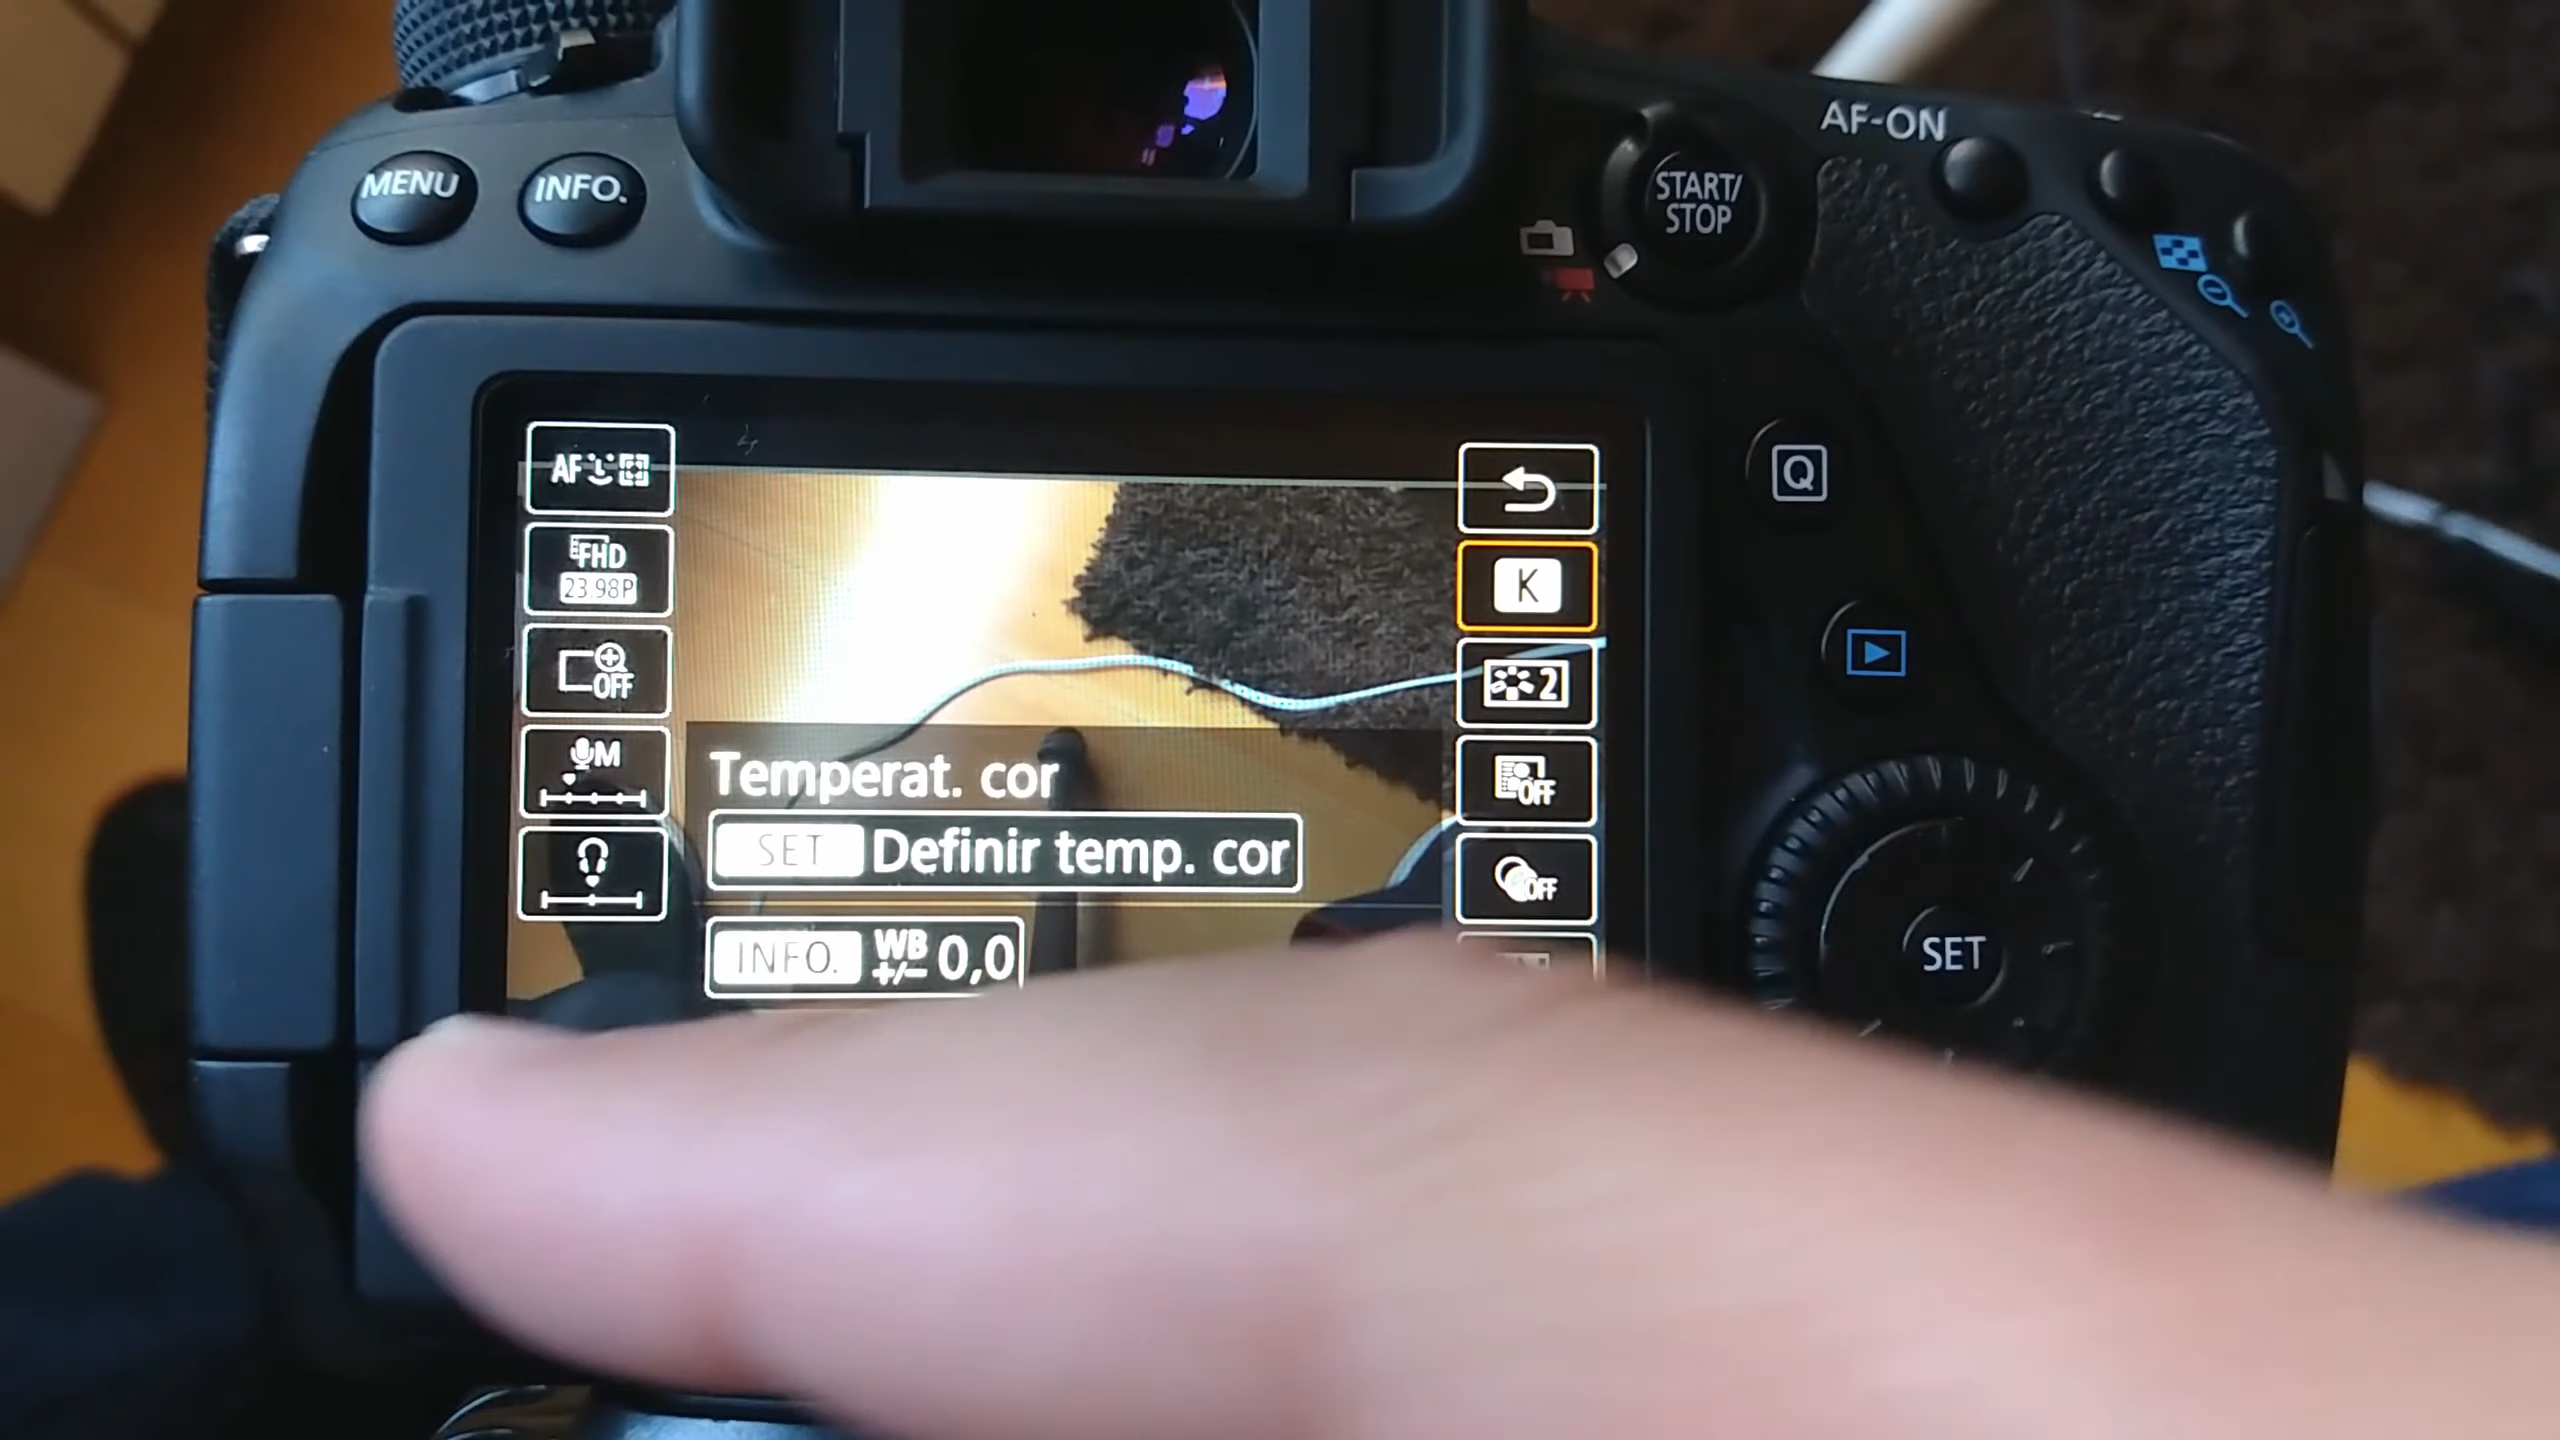 MENU
INFO.
AF-ON
START/
STOP
Q
AF
FHD
23.98P
OFF
M
K
2
OFF
OFF
Temperat. cor
SET Definir temp. cor
INFO. WB +/- 0,0
SET